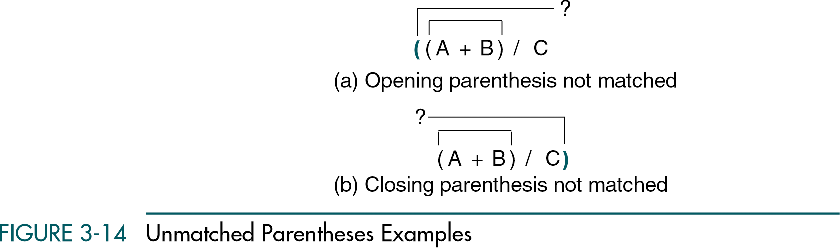 ?
((A + B) / C
(a) Opening parenthesis not matched
?
(A + B) / C)
(b) Closing parenthesis not matched
FIGURE 3-14 Unmatched Parentheses Examples